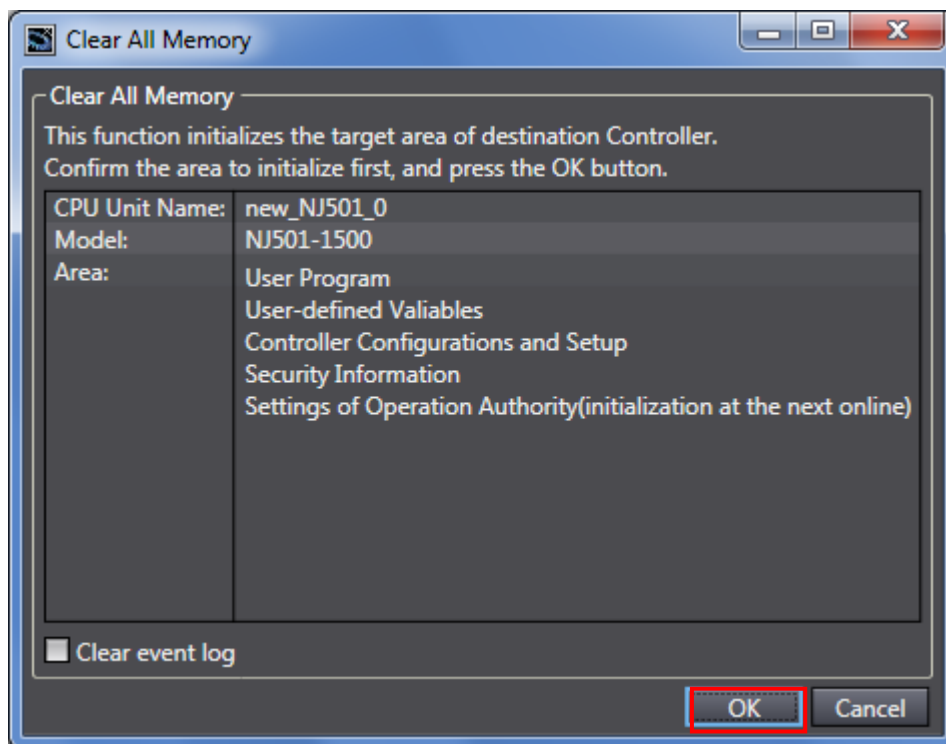 Clear All Memory
Clear All Memory
This function initializes the target area of destination Controller.
Confirm the area to initialize first, and press the OK button.
CPU Unit Name: new_NJ501_0
Model: NJ501-1500
Area: User Program
User-defined Valiables
Controller Configurations and Setup
Security Information
Settings of Operation Authority(initialization at the next online)
Clear event log
OK Cancel